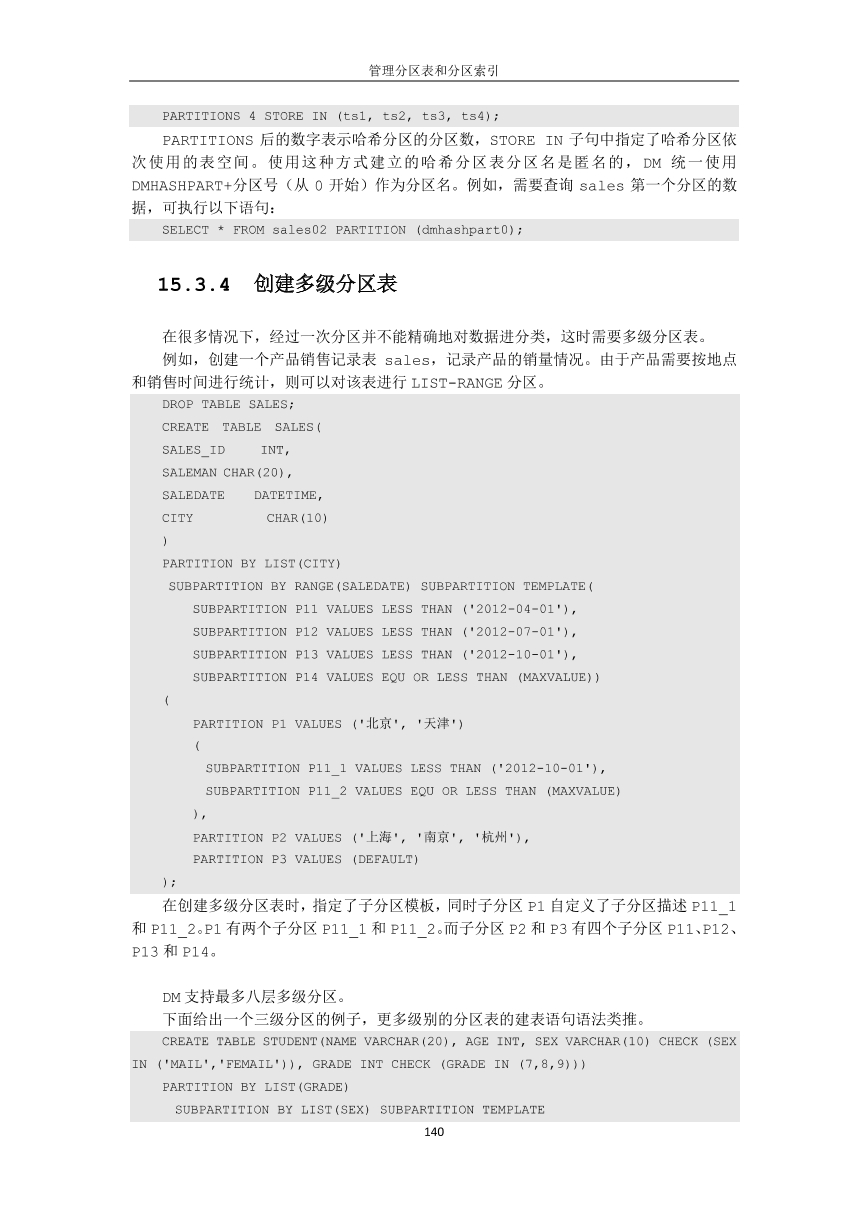 管理分区表和分区索引
PARTITIONS 4 STORE IN (ts1, ts2, ts3, ts4);
PARTITIONS 后的数字表示哈希分区的分区数，STORE IN 子句中指定了哈希分区依
次使用的表空间。使用这种方式建立的哈希分区表分区名是匿名的，DM 统一使用
DMHASHPART+分区号（从 0 开始）作为分区名。例如，需要查询 sales 第一个分区的数
据，可执行以下语句：
SELECT * FROM sales02 PARTITION (dmhashpart0);
15.3.4 创建多级分区表
在很多情况下，经过一次分区并不能精确地对数据进分类，这时需要多级分区表。
例如，创建一个产品销售记录表 sales，记录产品的销量情况。由于产品需要按地点
和销售时间进行统计，则可以对该表进行 LIST-RANGE 分区。
DROP TABLE SALES;
CREATE TABLE SALES(
SALES_ID INT,
SALEMAN CHAR(20),
SALEDATE DATETIME,
CITY CHAR(10)
)
PARTITION BY LIST(CITY)
SUBPARTITION BY RANGE(SALEDATE) SUBPARTITION TEMPLATE(
SUBPARTITION P11 VALUES LESS THAN ('2012-04-01'),
SUBPARTITION P12 VALUES LESS THAN ('2012-07-01'),
SUBPARTITION P13 VALUES LESS THAN ('2012-10-01'),
SUBPARTITION P14 VALUES EQU OR LESS THAN (MAXVALUE))
(
PARTITION P1 VALUES ('北京', '天津')
(
SUBPARTITION P11_1 VALUES LESS THAN ('2012-10-01'),
SUBPARTITION P11_2 VALUES EQU OR LESS THAN (MAXVALUE)
),
PARTITION P2 VALUES ('上海', '南京', '杭州'),
PARTITION P3 VALUES (DEFAULT)
);
在创建多级分区表时，指定了子分区模板，同时子分区 P1 自定义了子分区描述 P11_1
和 P11_2。P1 有两个子分区 P11_1 和 P11_2。而子分区 P2 和 P3 有四个子分区 P11、P12、
P13 和 P14。
DM 支持最多八层多级分区。
下面给出一个三级分区的例子，更多级别的分区表的建表语句语法类推。
CREATE TABLE STUDENT(NAME VARCHAR(20), AGE INT, SEX VARCHAR(10) CHECK (SEX
IN ('MAIL','FEMAIL')), GRADE INT CHECK (GRADE IN (7,8,9)))
PARTITION BY LIST(GRADE)
SUBPARTITION BY LIST(SEX) SUBPARTITION TEMPLATE
140